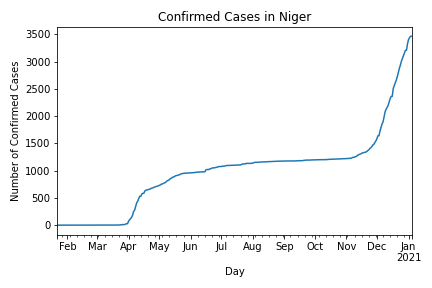 Confirmed Cases in Niger
3500
3000
2500
2000
1500
1000
500
0
Number of Confirmed Cases
Feb Mar Apr May Jun Jul Aug Sep Oct Nov Dec Jan
2021
Day